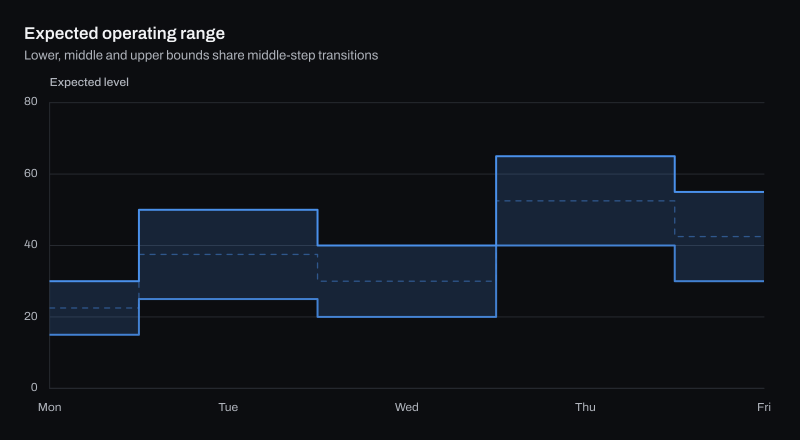 Expected operating range
Lower, middle and upper bounds share middle-step transitions
Expected level
80
60
40
20
0
Mon Tue Wed Thu Fri